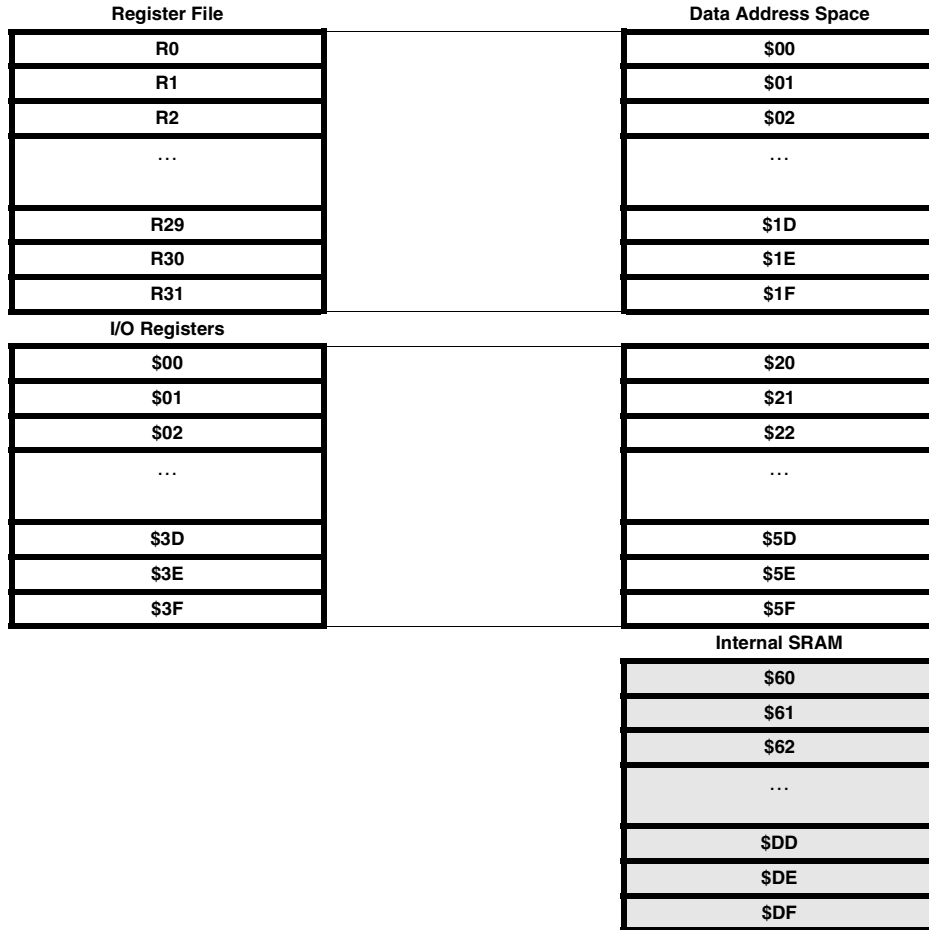 Register File Data Address Space
R0 $00
R1 $01
R2 $02
... ...
R29 $1D
R30 $1E
R31 $1F
I/O Registers
$00 $20
$01 $21
$02 $22
... ...
$3D $5D
$3E $5E
$3F $5F
Internal SRAM
$60
$61
$62
...
$DD
$DE
$DF